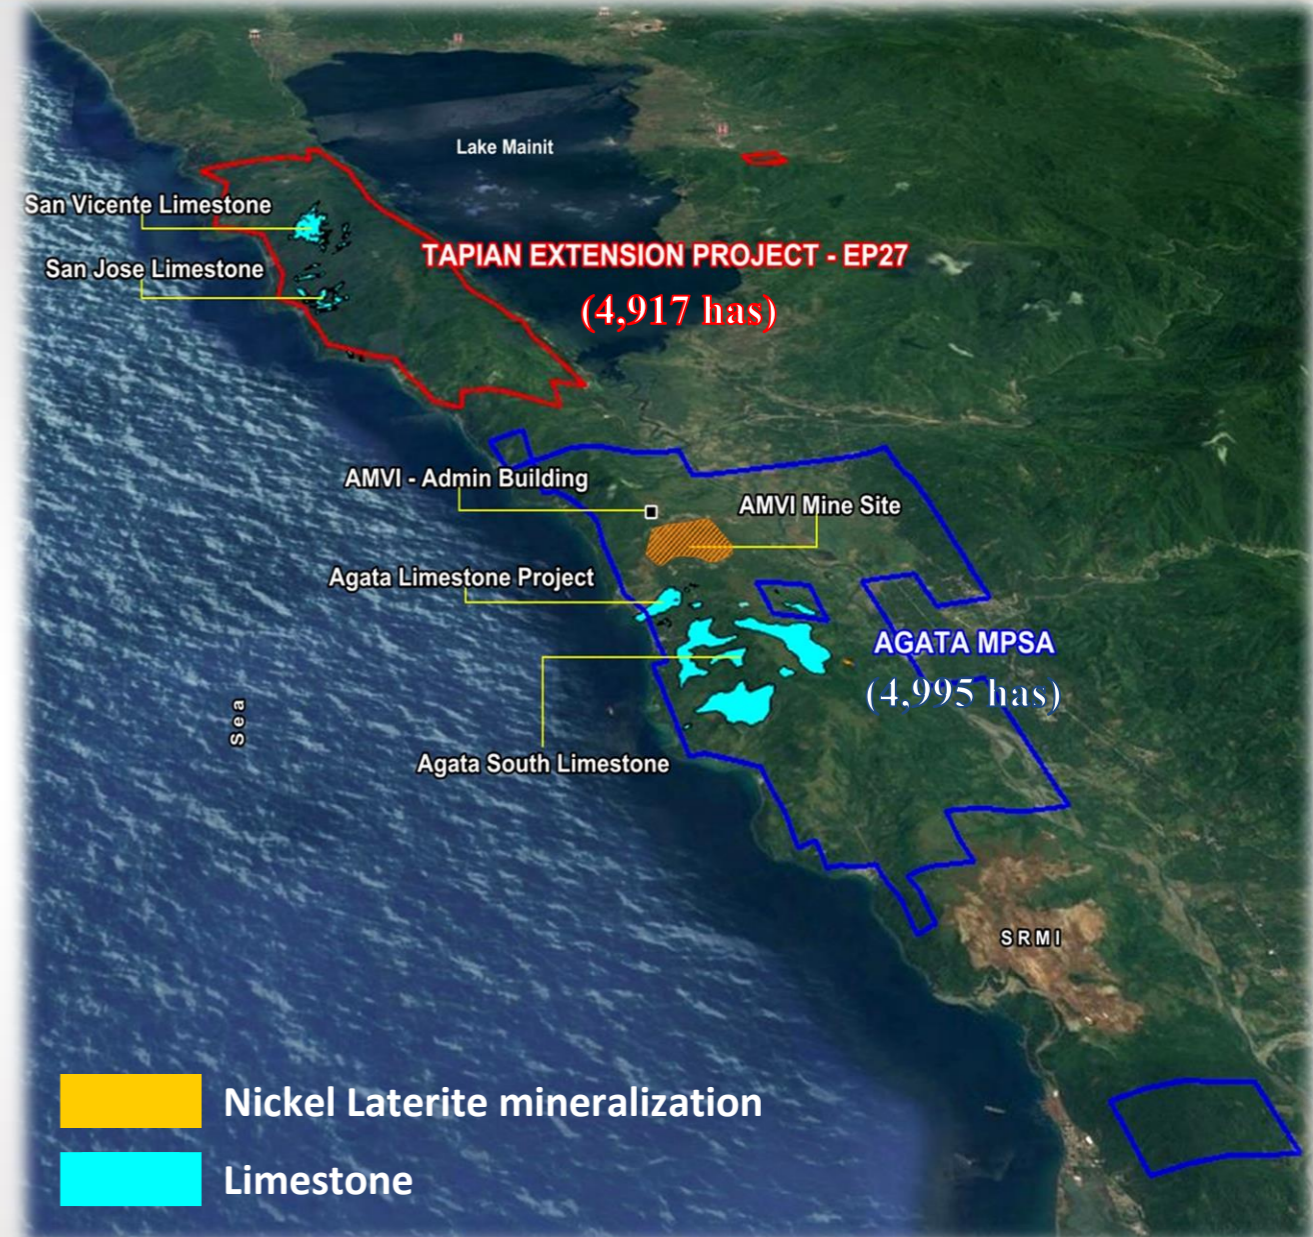 Lake Mainit
San Vicente Limestone
San Jose Limestone
TAPIAN EXTENSION PROJECT - EP27
(4,917 has)
AMVI - Admin Building
AMVI Mine Site
Agata Limestone Project
AGATA MPSA
(4,995 has)
Sea
Agata South Limestone
SRMI
Nickel Laterite mineralization
Limestone